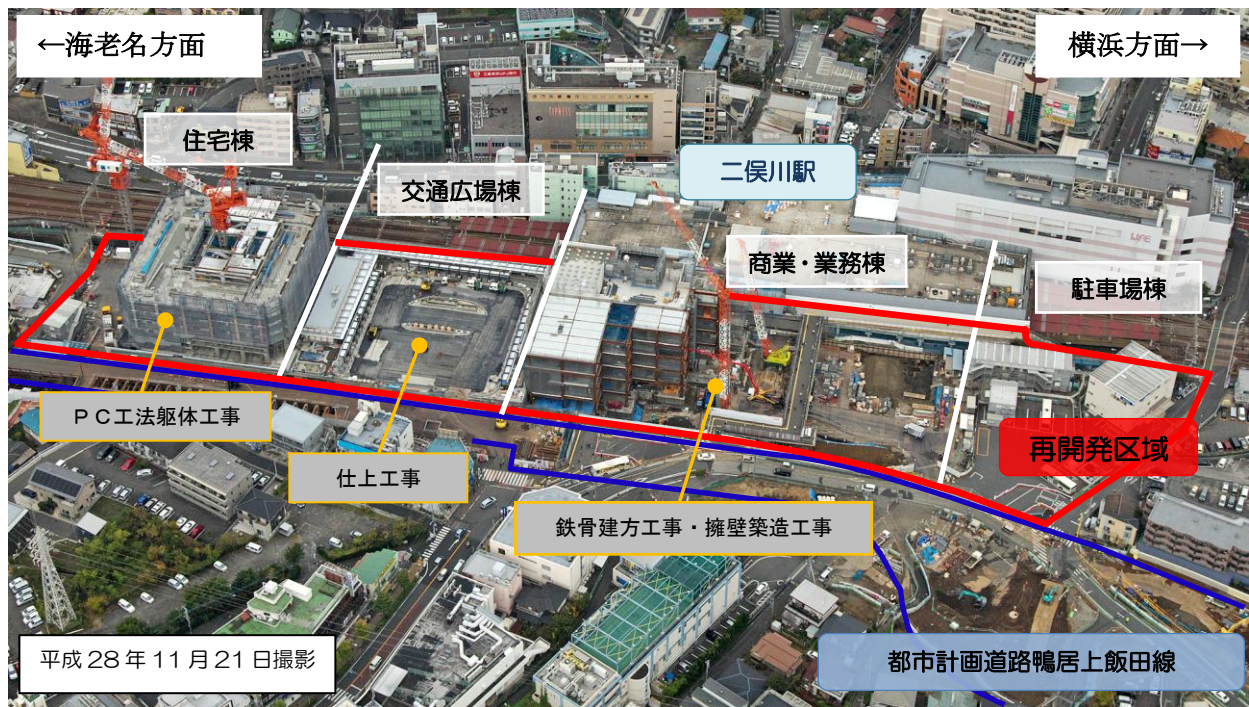 ←海老名方面
横浜方面→
住宅棟
交通広場棟
二俣川駅
商業・業務棟
駐車場棟
LIFE
PC工法躯体工事
仕上工事
鉄骨建方工事・擁壁築造工事
再開発区域
都市計画道路鴨居上飯田線
平成28年11月21日撮影